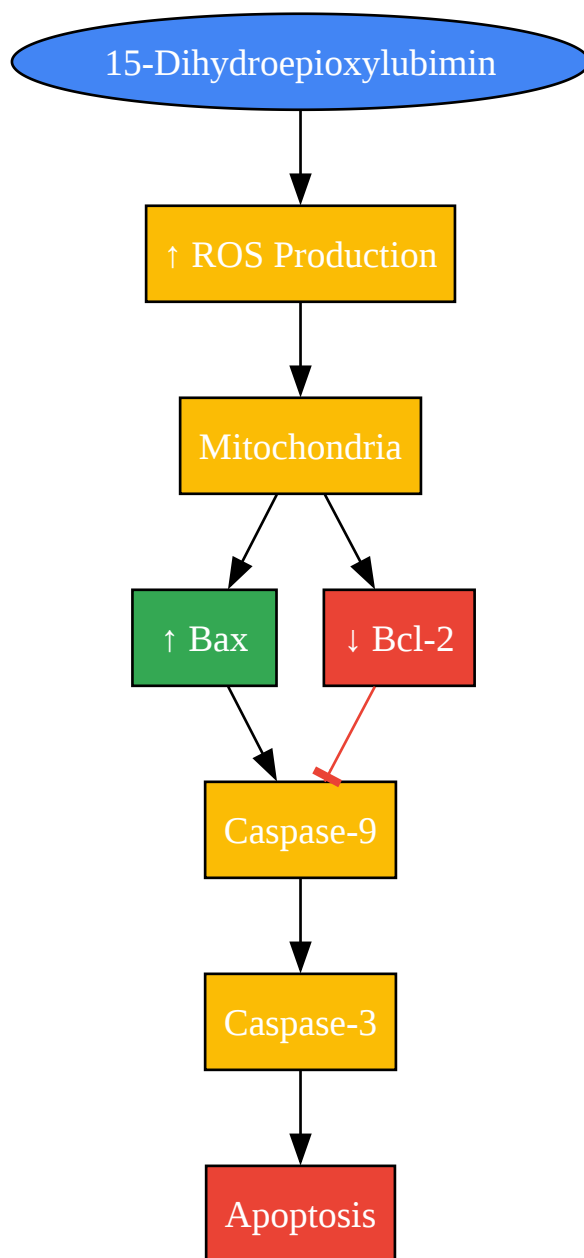 15-Dihydroepioxylubimin
↑ ROS Production
Mitochondria
↑ Bax
↓ Bcl-2
Caspase-9
Caspase-3
Apoptosis